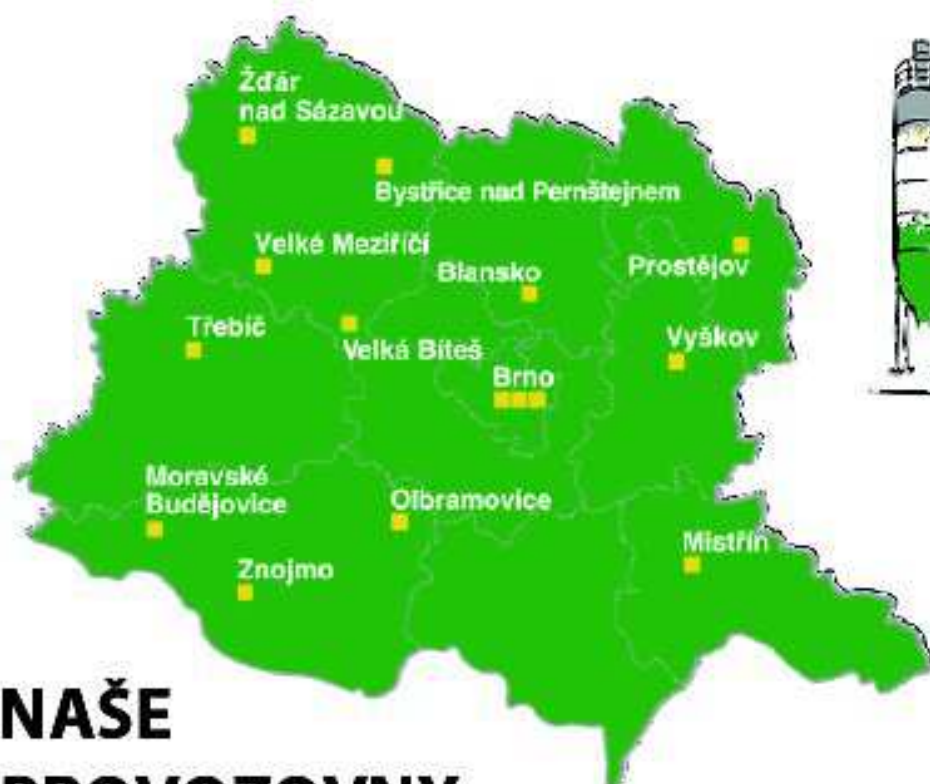 Žďár
nad Sázavou
Bystřice nad Pernštejnem
Velké Meziříčí
Blansko
Prostějov
Třebíč
Velká Bíteš
Vyškov
Brno
Moravské
Budějovice
Olbramovice
Mistřín
Znojmo
NAŠE
PROVOZOVNY